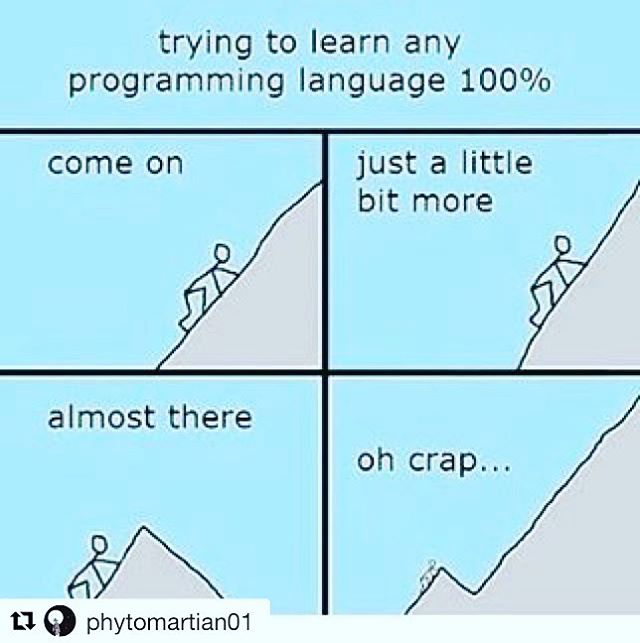 trying to learn any
programming language 100%
come on
just a little
bit more
almost there
oh crap...
phytomartian01